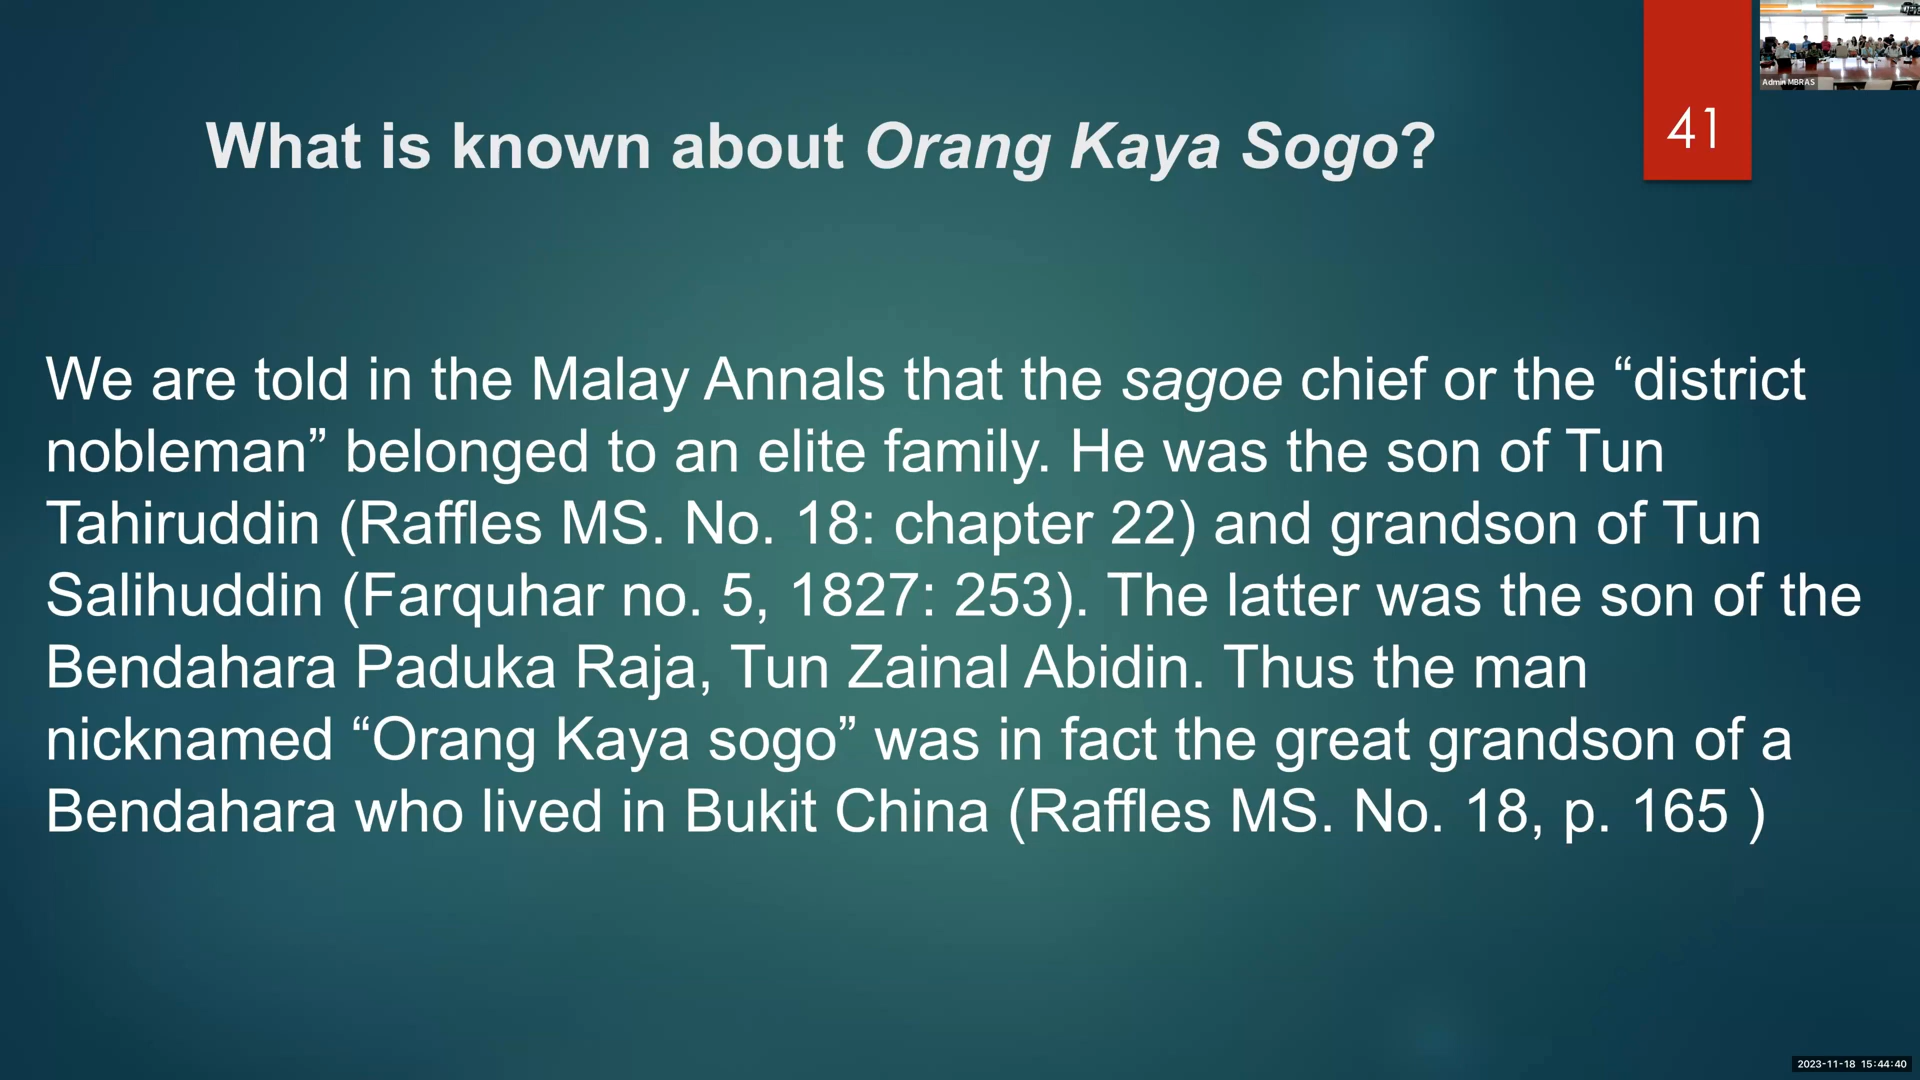 What is known about Orang Kaya Sogo?
41
Admin MBRAS
We are told in the Malay Annals that the sagoe chief or the “district
nobleman” belonged to an elite family. He was the son of Tun
Tahiruddin (Raffles MS. No. 18: chapter 22) and grandson of Tun
Salihuddin (Farquhar no. 5, 1827: 253). The latter was the son of the
Bendahara Paduka Raja, Tun Zainal Abidin. Thus the man
nicknamed “Orang Kaya sogo” was in fact the great grandson of a
Bendahara who lived in Bukit China (Raffles MS. No. 18, p. 165 )
2023-11-18 15:44:40